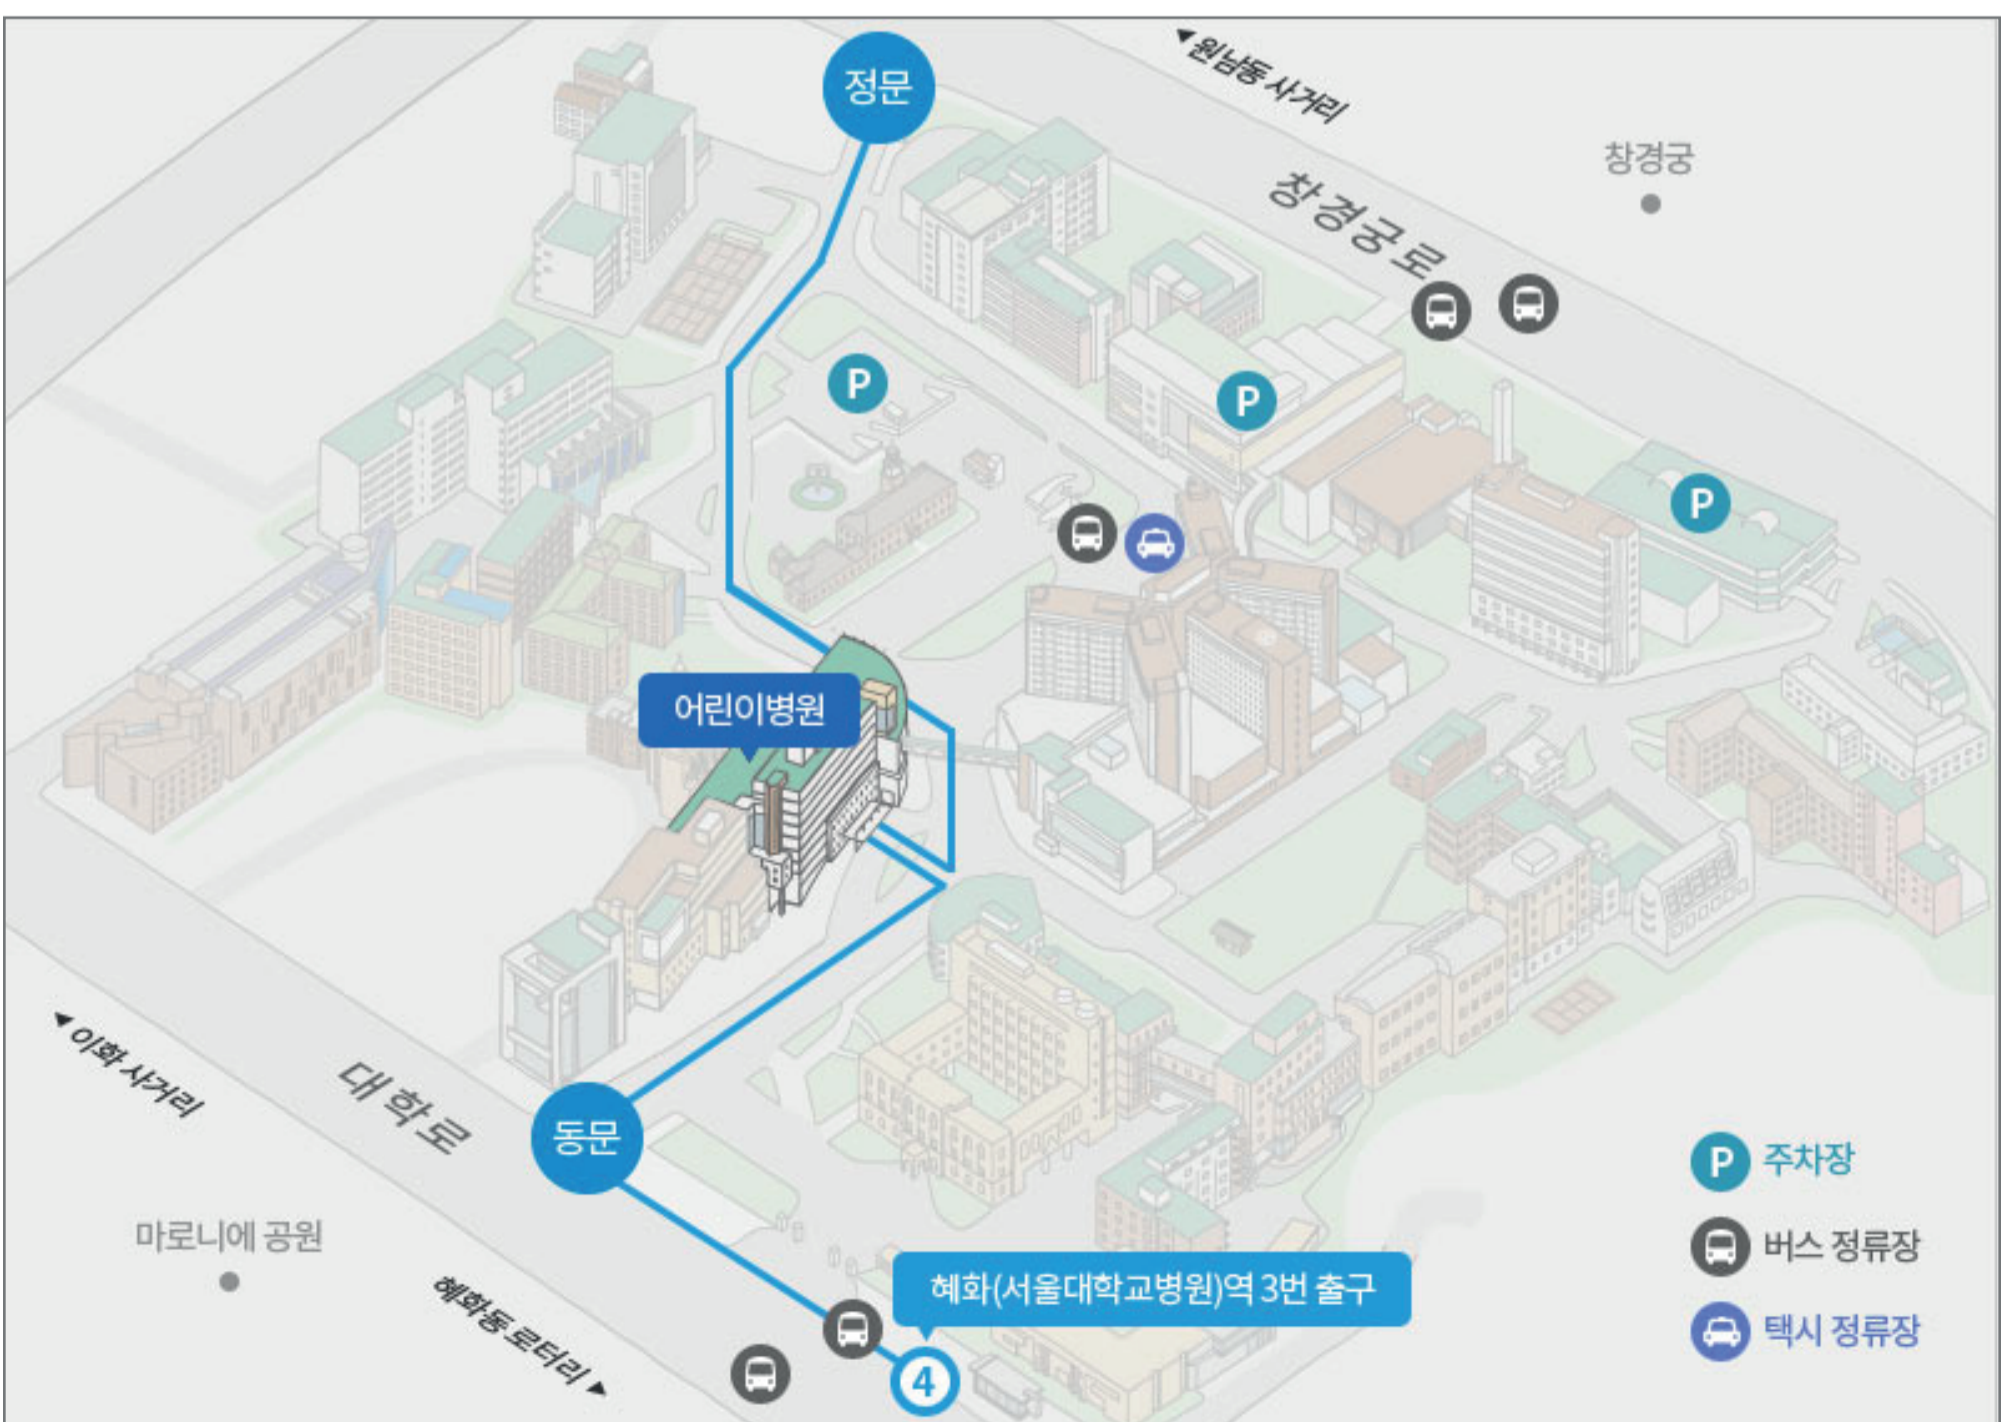 정문
◀ 원남동 사거리
창경궁
창경궁로
P
P
P
어린이병원
◀ 이화 사거리
대학로
동문
마로니에 공원
혜화동 로터리 ▶
혜화(서울대학교병원)역 3번 출구
4
P 주차장
버스 정류장
택시 정류장